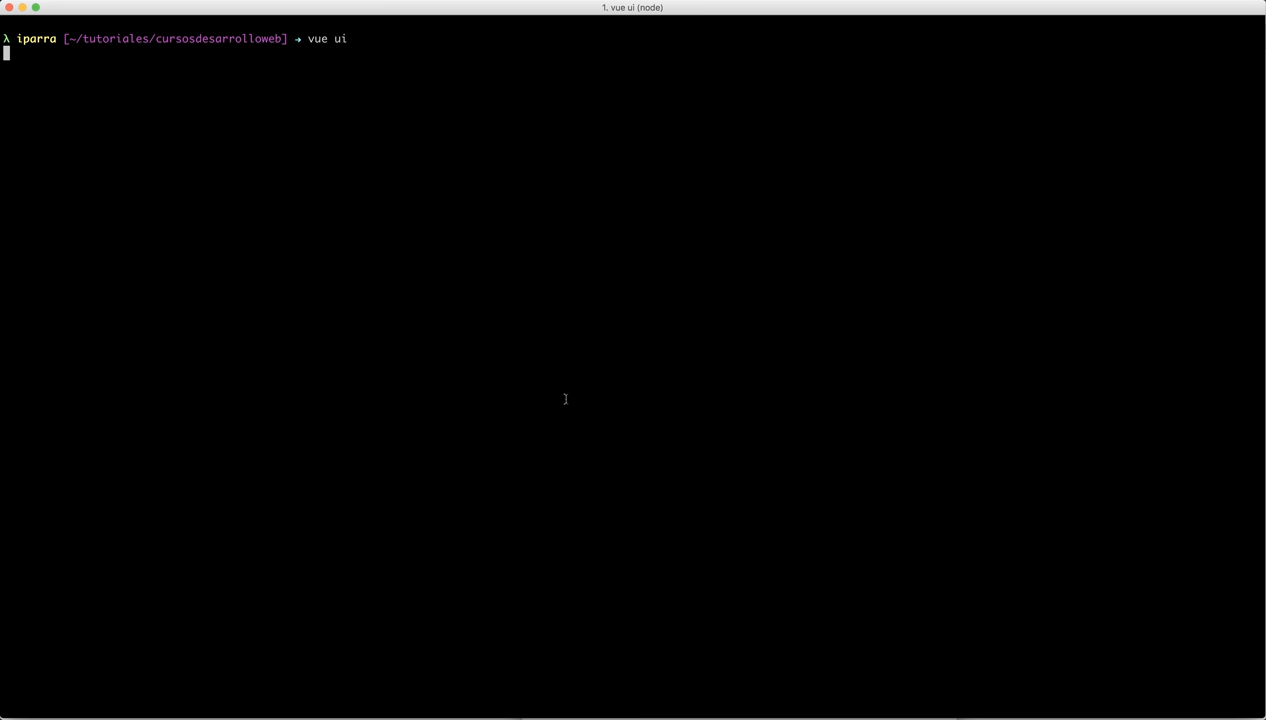 1. vue ui (node)
λ iparra [~/tutoriales/cursosdesarrolloweb] → vue ui